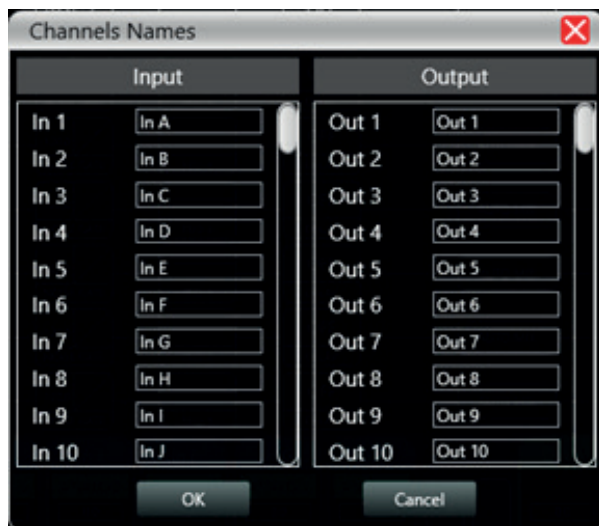 Channels Names
Input Output
In 1 In A Out 1 Out 1
In 2 In B Out 2 Out 2
In 3 In C Out 3 Out 3
In 4 In D Out 4 Out 4
In 5 In E Out 5 Out 5
In 6 In F Out 6 Out 6
In 7 In G Out 7 Out 7
In 8 In H Out 8 Out 8
In 9 In I Out 9 Out 9
In 10 In J Out 10 Out 10
OK Cancel